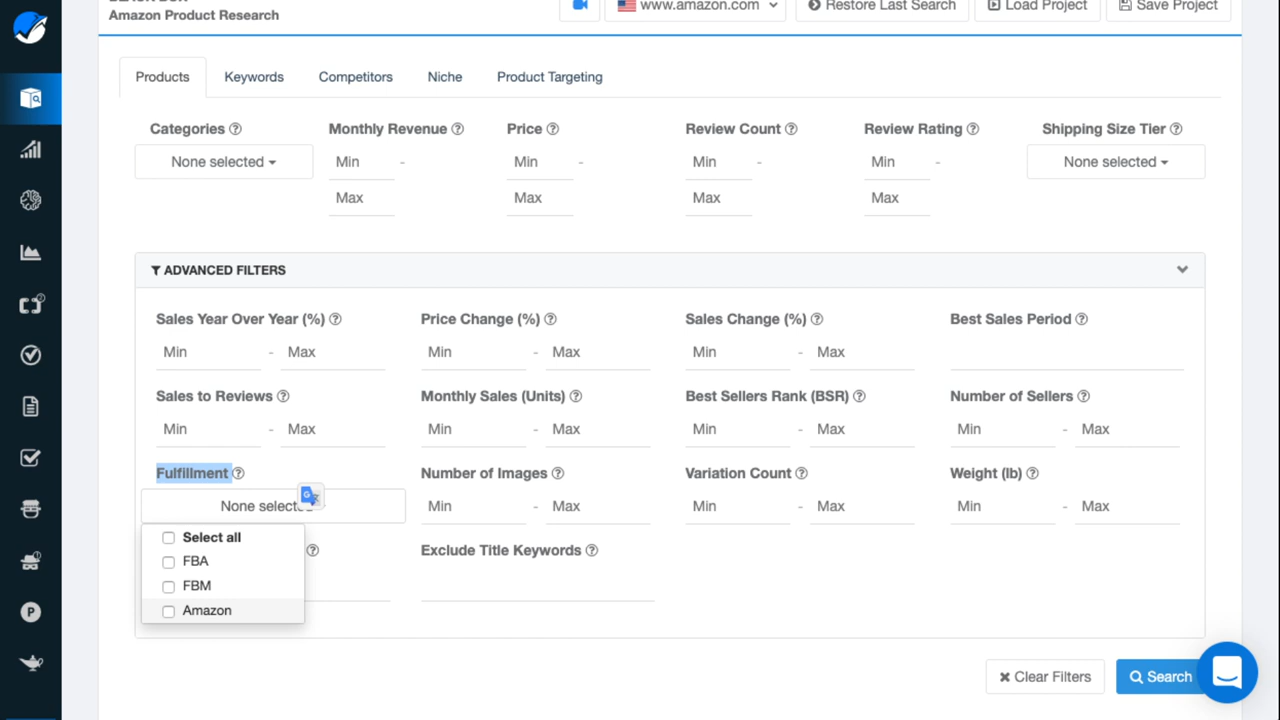 Amazon Product Research
www.amazon.com
Restore Last Search
Load Project
Save Project
Products
Keywords
Competitors
Niche
Product Targeting
Categories
Monthly Revenue
Price
Review Count
Review Rating
Shipping Size Tier
None selected
Min -
Min -
Min -
Min -
None selected
Max
Max
Max
Max
ADVANCED FILTERS
Sales Year Over Year (%)
Price Change (%)
Sales Change (%)
Best Sales Period
Min - Max
Min - Max
Min - Max
Sales to Reviews
Monthly Sales (Units)
Best Sellers Rank (BSR)
Number of Sellers
Min - Max
Min - Max
Min - Max
Min - Max
Fulfillment
Number of Images
Variation Count
Weight (lb)
None selected
Min - Max
Min - Max
Min - Max
Select all
FBA
FBM
Amazon
Exclude Title Keywords
Clear Filters
Search
P